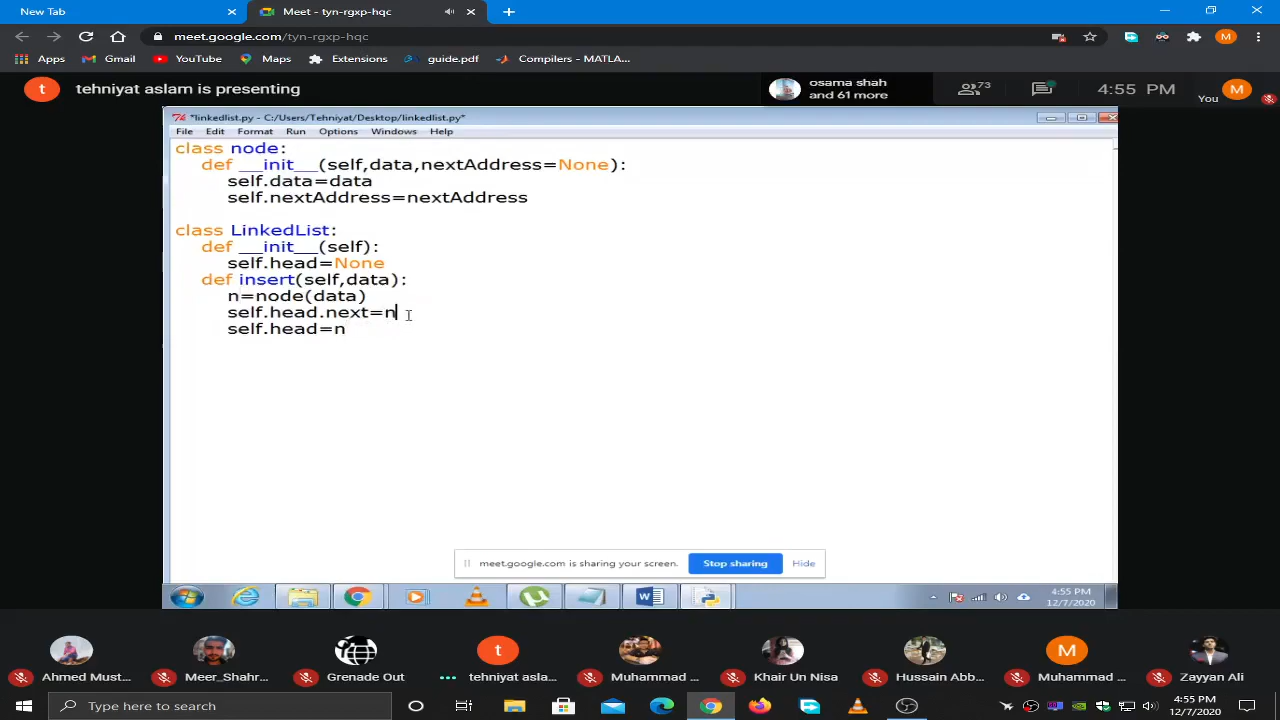 New Tab
Meet - tyn-rgxp-hqc
meet.google.com/tyn-rgxp-hqc
M
Apps
Gmail
YouTube
Maps
Extensions
guide.pdf
Compilers - MATLA...
t
tehniyat aslam is presenting
osama shah
and 61 more
73
4:55 PM
You
M
*linkedlist.py - C:/Users/Tehniyat/Desktop/linkedlist.py*
File Edit Format Run Options Windows Help
class node:
def __init__(self,data,nextAddress=None):
self.data=data
self.nextAddress=nextAddress
class LinkedList:
def __init__(self):
self.head=None
def insert(self,data):
n=node(data)
self.head.next=n
self.head=n
meet.google.com is sharing your screen.
Stop sharing
Hide
4:55 PM
12/7/2020
t
M
Ahmed Must...
Meer_Shahr...
Grenade Out
tehniyat asla...
Muhammad ...
Khair Un Nisa
Hussain Abb...
Muhammad ...
Zayyan Ali
Type here to search
4:55 PM
12/7/2020